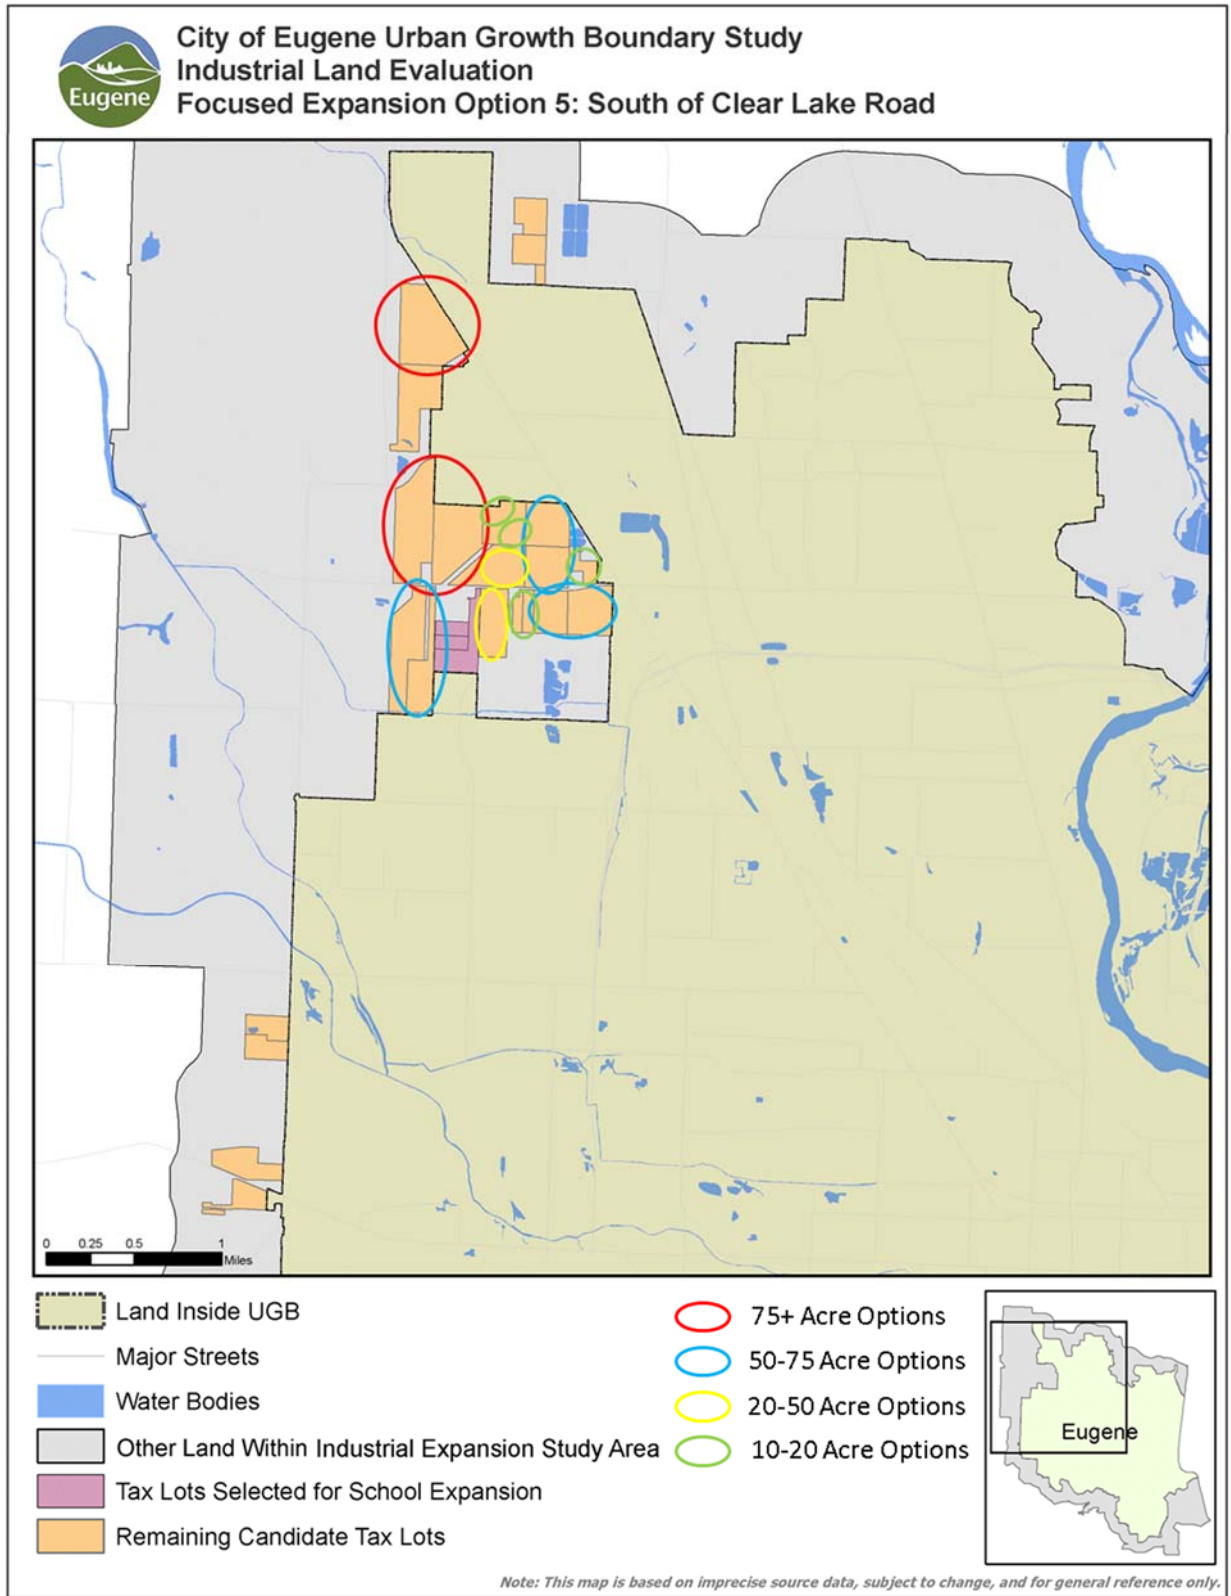 City of Eugene Urban Growth Boundary Study
Industrial Land Evaluation
Focused Expansion Option 5: South of Clear Lake Road
Eugene
0 0.25 0.5 1
Miles
Land Inside UGB
Major Streets
Water Bodies
Other Land Within Industrial Expansion Study Area
Tax Lots Selected for School Expansion
Remaining Candidate Tax Lots
75+ Acre Options
50-75 Acre Options
20-50 Acre Options
10-20 Acre Options
Eugene
Note: This map is based on imprecise source data, subject to change, and for general reference only